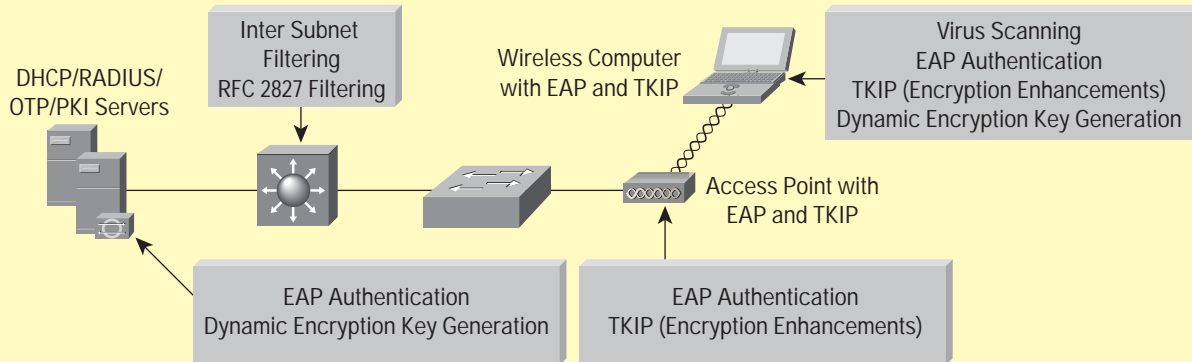 Inter Subnet
Filtering
RFC 2827 Filtering
DHCP/RADIUS/
OTP/PKI Servers
Wireless Computer
with EAP and TKIP
Virus Scanning
EAP Authentication
TKIP (Encryption Enhancements)
Dynamic Encryption Key Generation
Access Point with
EAP and TKIP
EAP Authentication
Dynamic Encryption Key Generation
EAP Authentication
TKIP (Encryption Enhancements)